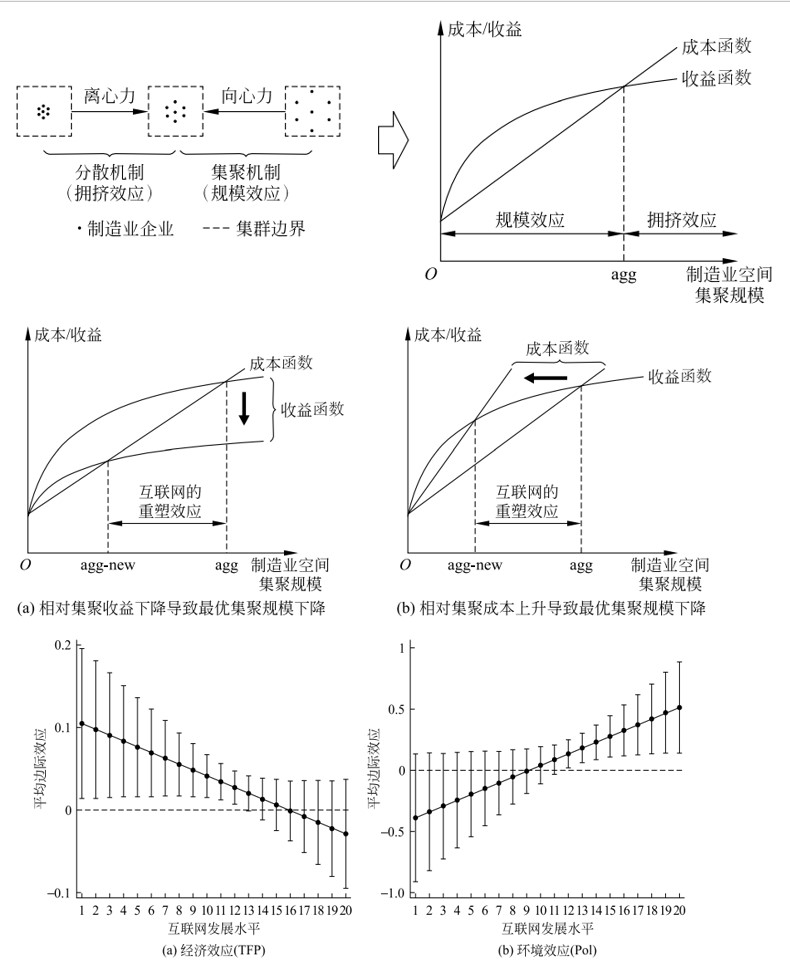 离心力
向心力
分散机制
(拥挤效应)
集聚机制
(规模效应)
制造业企业
集群边界
成本/收益
成本函数
收益函数
规模效应
拥挤效应
O
agg
制造业空间
集聚规模
成本/收益
成本函数
收益函数
互联网的
重塑效应
O
agg-new
agg
制造业空间
集聚规模
(a) 相对集聚收益下降导致最优集聚规模下降
成本/收益
成本函数
收益函数
互联网的
重塑效应
O
agg-new
agg
制造业空间
集聚规模
(b) 相对集聚成本上升导致最优集聚规模下降
平均边际效应
0.2
0.1
0
−0.1
1 2 3 4 5 6 7 8 9 10 11 12 13 14 15 16 17 18 19 20
互联网发展水平
(a) 经济效应(TFP)
平均边际效应
1
0.5
0
−0.5
−1.0
1 2 3 4 5 6 7 8 9 10 11 12 13 14 15 16 17 18 19 20
互联网发展水平
(b) 环境效应(Pol)